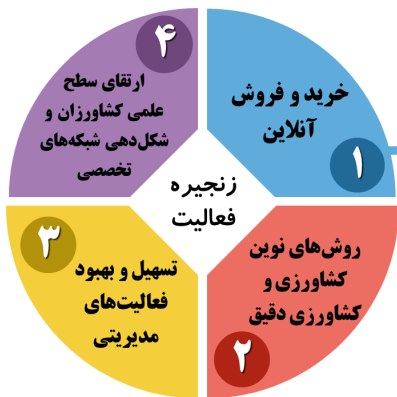 زنجیره
فعالیت
۱
خرید و فروش
آنلاین
۲
روش‌های نوین
کشاورزی و
کشاورزی دقیق
۳
تسهیل و بهبود
فعالیت‌های
مدیریتی
۴
ارتقای سطح
علمی کشاورزان و
شکل‌دهی شبکه‌های
تخصصی